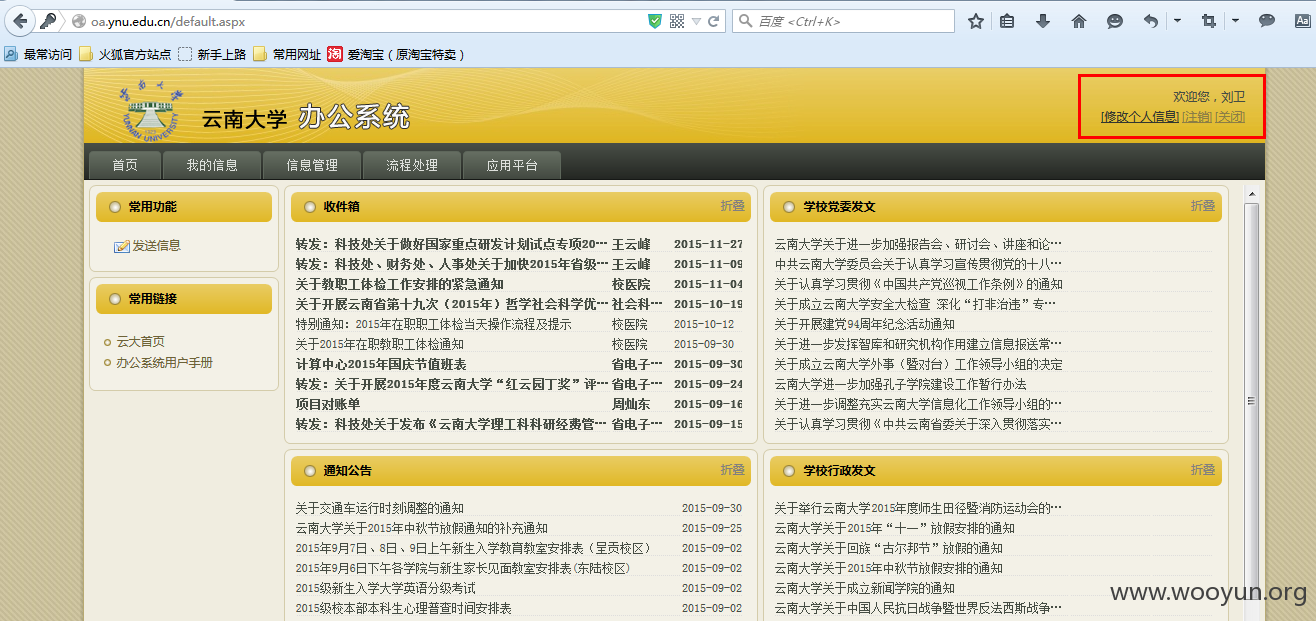 oa.ynu.edu.cn/default.aspx
百度 <Ctrl+K>
最常访问 火狐官方站点 新手上路 常用网址 淘 爱淘宝（原淘宝特卖）
云南大学 办公系统
欢迎您，刘卫
[修改个人信息] [注销] [关闭]
首页 我的信息 信息管理 流程处理 应用平台
常用功能
发送信息
常用链接
云大首页
办公系统用户手册
收件箱 折叠
转发：科技处关于做好国家重点研发计划试点专项20… 王云峰 2015-11-27
转发：科技处、财务处、人事处关于加快2015年省级… 王云峰 2015-11-09
关于教职工体检工作安排的紧急通知 校医院 2015-11-04
关于开展云南省第十九次（2015年）哲学社会科学优… 社会科… 2015-10-19
特别通知：2015年在职职工体检当天操作流程及提示 校医院 2015-10-12
关于2015年在职教职工体检通知 校医院 2015-09-30
计算中心2015年国庆节值班表 省电子… 2015-09-30
转发：关于开展2015年度云南大学“红云园丁奖”评… 省电子… 2015-09-24
项目对账单 周灿东 2015-09-16
转发：科技处关于发布《云南大学理工科科研经费管… 省电子… 2015-09-15
学校党委发文 折叠
云南大学关于进一步加强报告会、研讨会、讲座和论…
中共云南大学委员会关于认真学习宣传贯彻党的十八…
关于认真学习贯彻《中国共产党巡视工作条例》的通知
关于成立云南大学安全大检查 深化“打非治违”专…
关于开展建党94周年纪念活动通知
关于进一步发挥智库和研究机构作用建立信息报送常…
关于成立云南大学外事（暨对台）工作领导小组的决定
云南大学进一步加强孔子学院建设工作暂行办法
关于进一步调整充实云南大学信息化工作领导小组的…
关于认真学习贯彻《中共云南省委关于深入贯彻落实…
通知公告 折叠
关于交通车运行时刻调整的通知 2015-09-30
云南大学关于2015年中秋节放假通知的补充通知 2015-09-25
2015年9月7日、8日、9日上午新生入学教育教室安排表（呈贡校区） 2015-09-02
2015年9月6日下午各学院与新生家长见面教室安排表(东陆校区) 2015-09-02
2015级新生入学大学英语分级考试 2015-09-02
2015级校本部本科生心理普查时间安排表 2015-09-02
学校行政发文 折叠
关于举行云南大学2015年度师生田径暨消防运动会的…
云南大学关于2015年“十一”放假安排的通知
云南大学关于回族“古尔邦节”放假的通知
云南大学关于2015年中秋节放假安排的通知
云南大学关于成立新闻学院的通知
云南大学关于中国人民抗日战争暨世界反法西斯战争…
www.wooyun.org